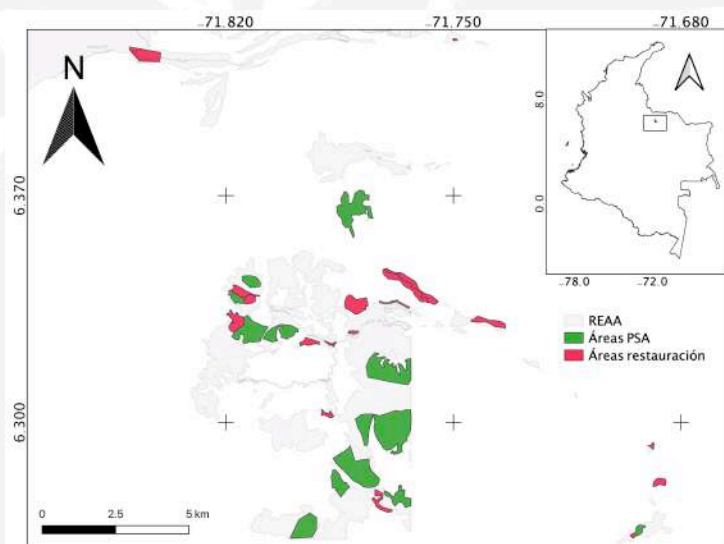 -71.820 -71.750 -71.680
N
6.370
6.300
8.0
0.0
-78.0 -72.0
REAA
Áreas PSA
Áreas restauración
0 2.5 5 km